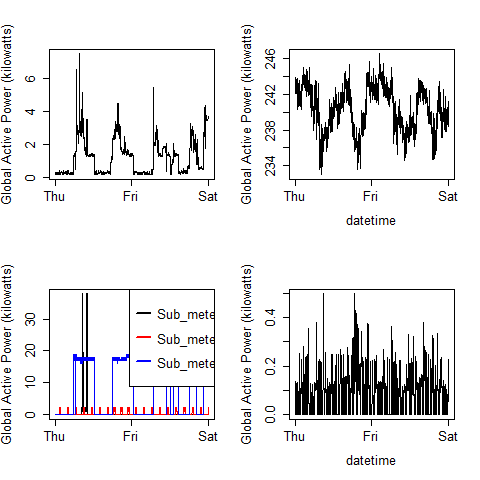 Global Active Power (kilowatts)
0 2 4 6
Thu Fri Sat
Global Active Power (kilowatts)
234 238 242 246
Thu Fri Sat
datetime
Global Active Power (kilowatts)
0 10 20 30
Sub_mete
Sub_mete
Sub_mete
Thu Fri Sat
Global Active Power (kilowatts)
0.0 0.2 0.4
Thu Fri Sat
datetime